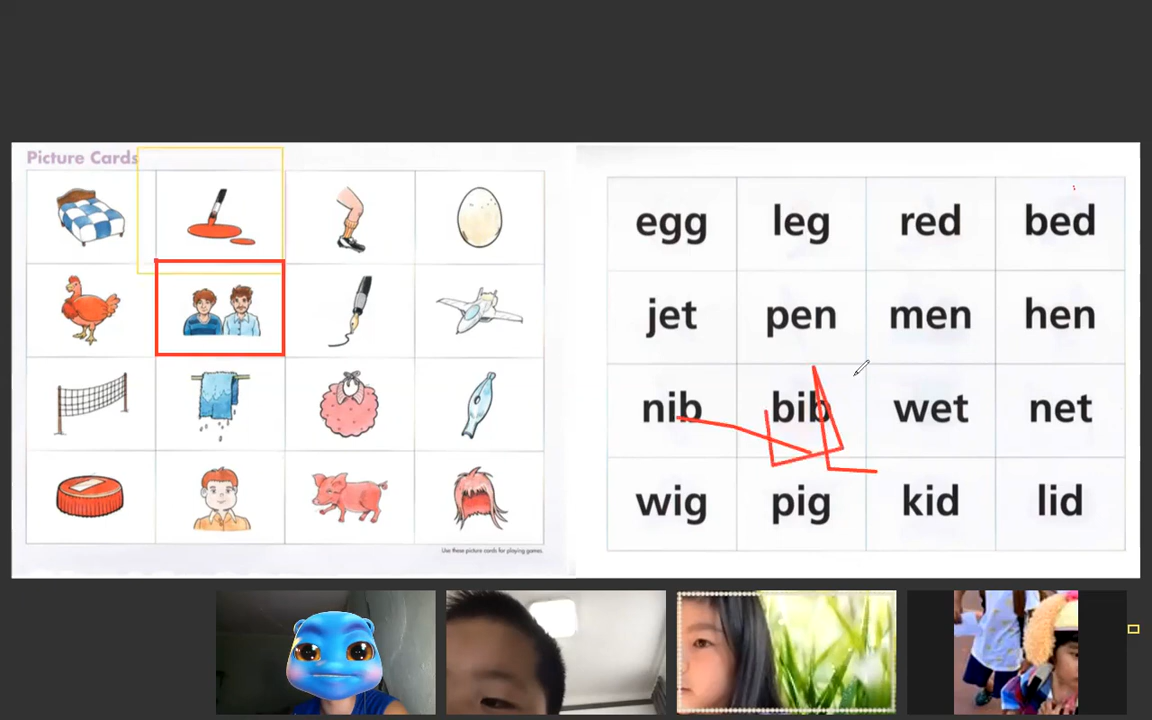 Picture Cards
Use these picture cards for playing games.
egg leg red bed
jet pen men hen
nib bib wet net
wig pig kid lid